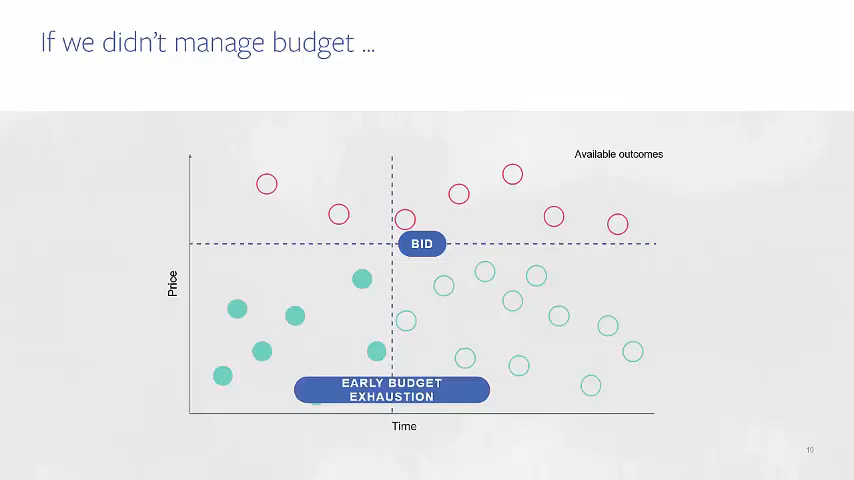 If we didn't manage budget ...
Available outcomes
BID
Price
EARLY BUDGET
EXHAUSTION
Time
10